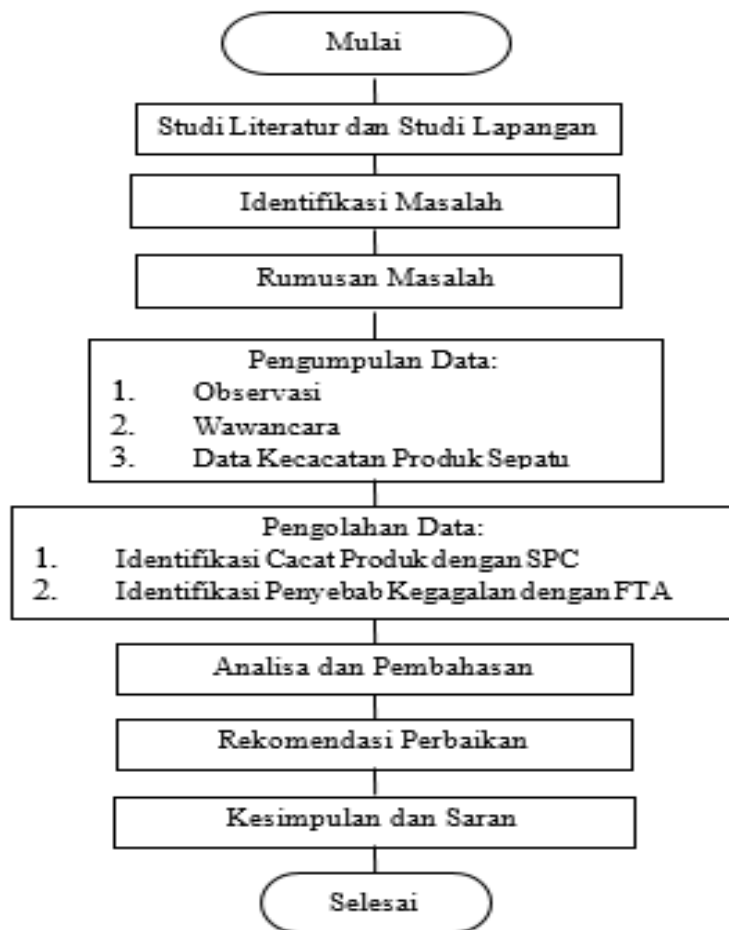 Mulai
Studi Literatur dan Studi Lapangan
Identifikasi Masalah
Rumusan Masalah
Pengumpulan Data:
1. Observasi
2. Wawancara
3. Data Kecacatan Produk Sepatu
Pengolahan Data:
1. Identifikasi Cacat Produk dengan SPC
2. Identifikasi Penyebab Kegagalan dengan FTA
Analisa dan Pembahasan
Rekomendasi Perbaikan
Kesimpulan dan Saran
Selesai